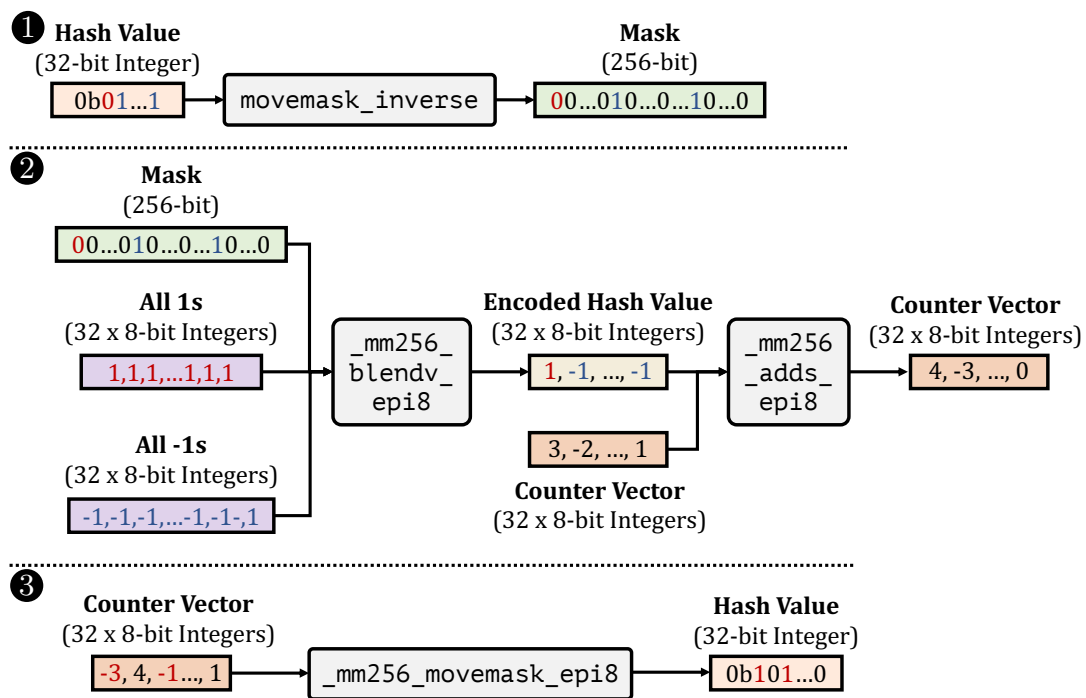 1
Hash Value
(32-bit Integer)
0b01...1
movemask_inverse
Mask
(256-bit)
00...010...0...10...0
2
Mask
(256-bit)
00...010...0...10...0
All 1s
(32 x 8-bit Integers)
1,1,1,...1,1,1
All -1s
(32 x 8-bit Integers)
-1,-1,-1,...-1,-1-,1
_mm256_
blendv_
epi8
Encoded Hash Value
(32 x 8-bit Integers)
1, -1, ..., -1
3, -2, ..., 1
Counter Vector
(32 x 8-bit Integers)
_mm256
_adds_
epi8
Counter Vector
(32 x 8-bit Integers)
4, -3, ..., 0
3
Counter Vector
(32 x 8-bit Integers)
-3, 4, -1..., 1
_mm256_movemask_epi8
Hash Value
(32-bit Integer)
0b101...0